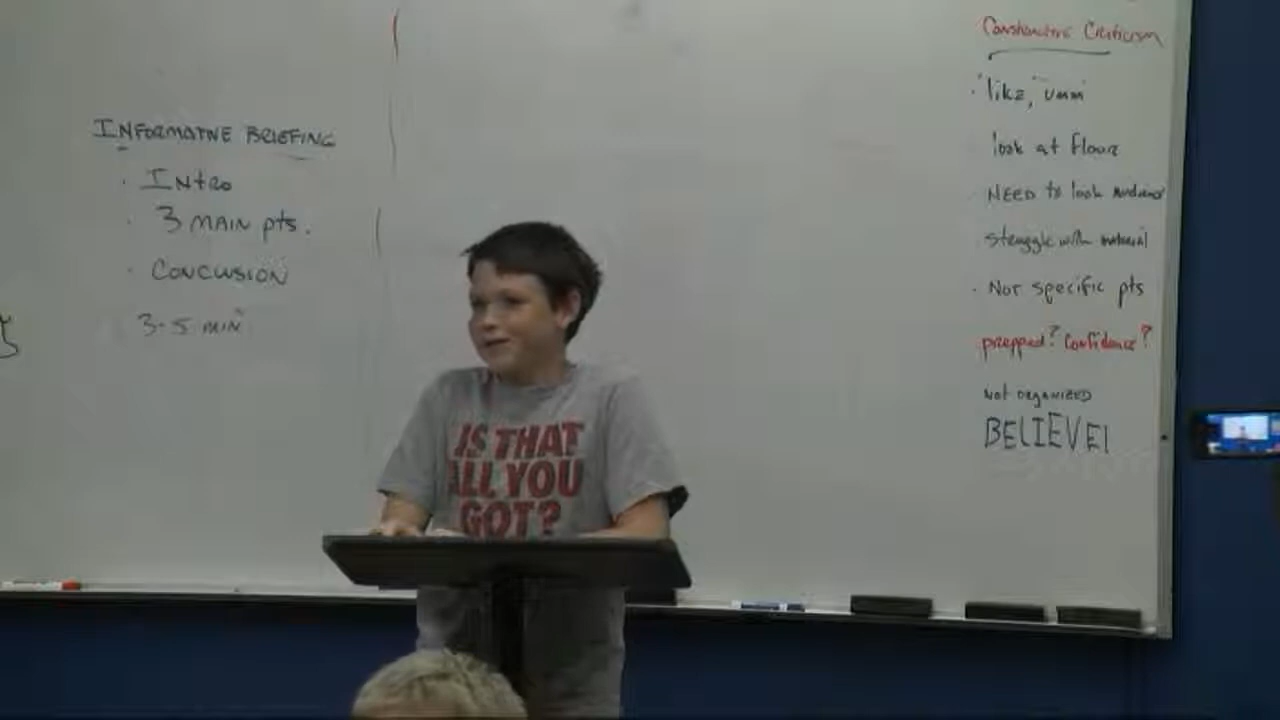 INFORMATIVE BRIEFING
· INtRO
· 3 MAIN pts.
· CONCLUSION
3-5 MIN
IS THAT
ALL YOU
GOT?
Constructive Criticism
· "like," "umm"
look at floor
· NEED to look Audience
Struggle with material
· Not specific pts
prepped? Confidence?
Not ORGANIZED
BELIEVE!